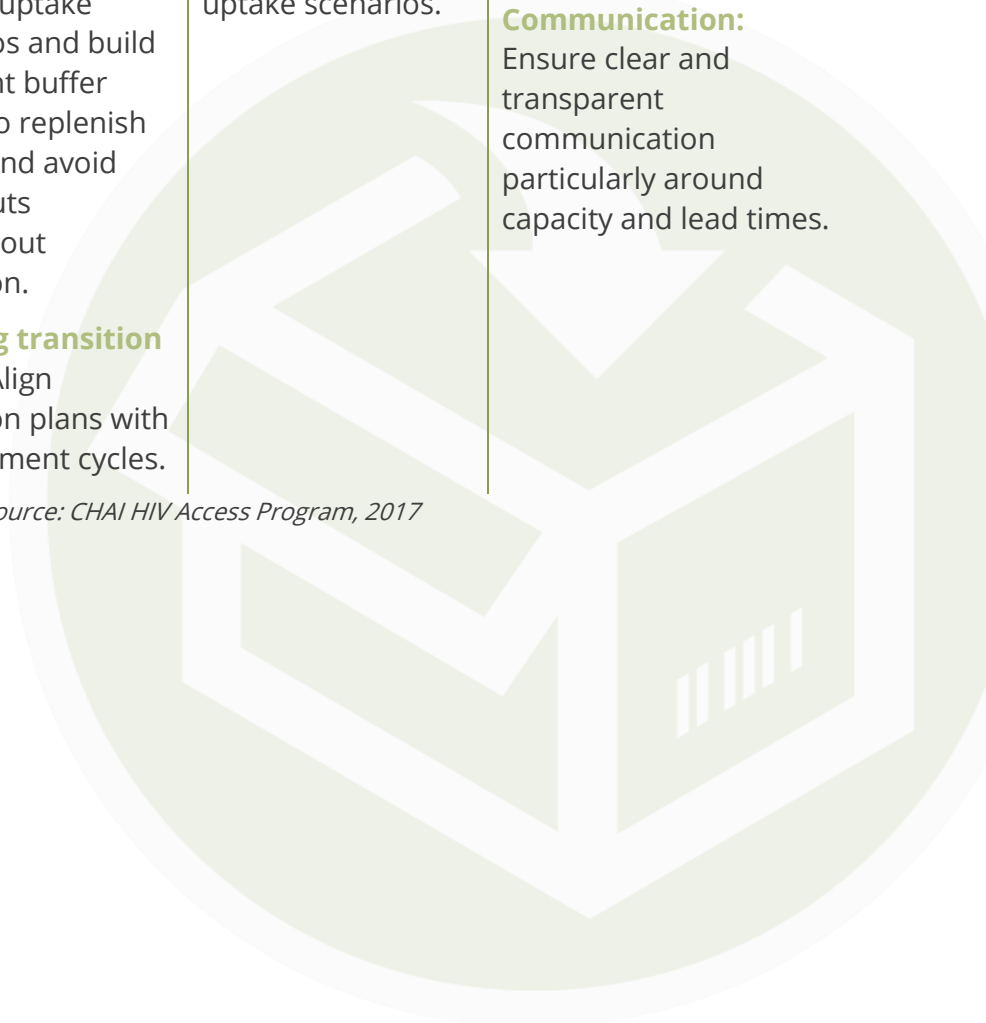 uptake
os and build
nt buffer
o replenish
nd avoid
uts
out
on.
g transition
lign
on plans with
ment cycles.
uptake scenarios.
Communication:
Ensure clear and
transparent
communication
particularly around
capacity and lead times.
ource: CHAI HIV Access Program, 2017